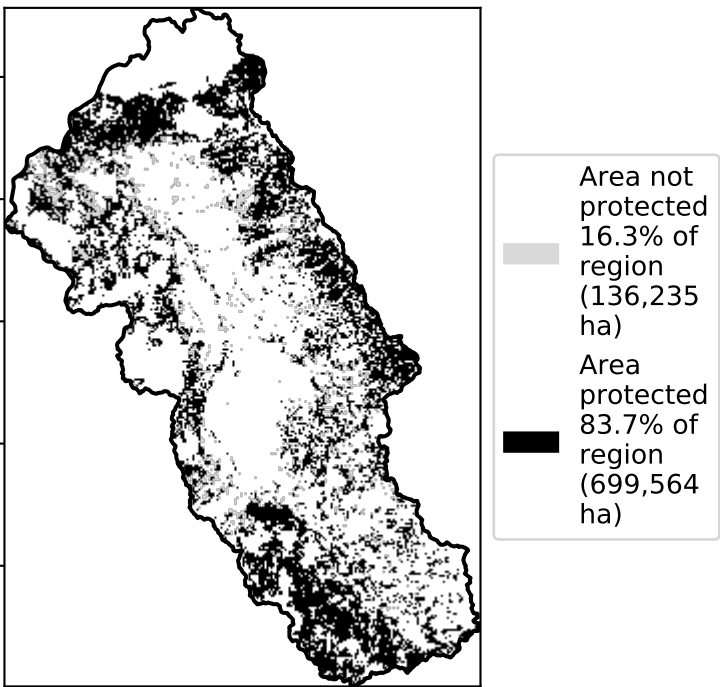 Area not
protected
16.3% of
region
(136,235
ha)
Area
protected
83.7% of
region
(699,564
ha)